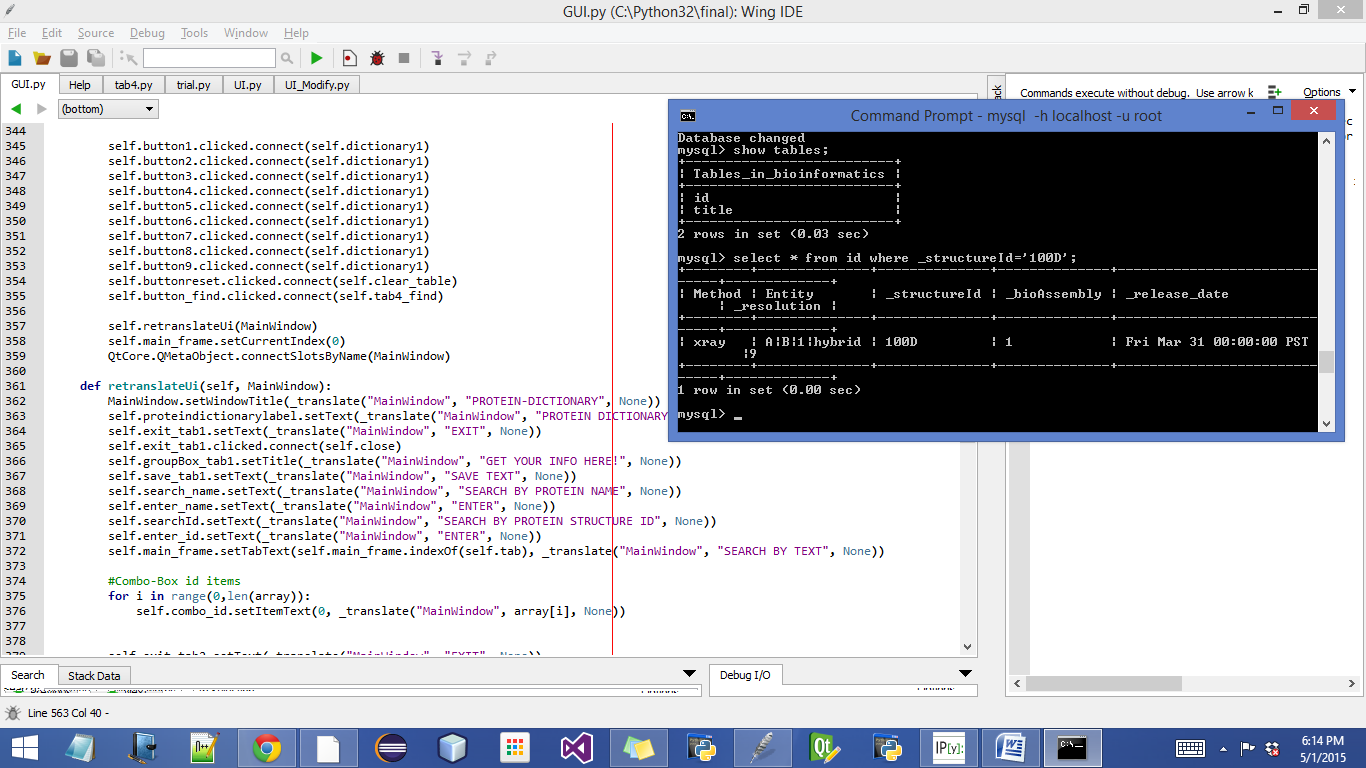 GUI.py (C:\Python32\final): Wing IDE
File Edit Source Debug Tools Window Help
GUI.py Help tab4.py trial.py UI.py UI_Modify.py
(bottom)
344
345 self.button1.clicked.connect(self.dictionary1)
346 self.button2.clicked.connect(self.dictionary1)
347 self.button3.clicked.connect(self.dictionary1)
348 self.button4.clicked.connect(self.dictionary1)
349 self.button5.clicked.connect(self.dictionary1)
350 self.button6.clicked.connect(self.dictionary1)
351 self.button7.clicked.connect(self.dictionary1)
352 self.button8.clicked.connect(self.dictionary1)
353 self.button9.clicked.connect(self.dictionary1)
354 self.buttonreset.clicked.connect(self.clear_table)
355 self.button_find.clicked.connect(self.tab4_find)
356
357 self.retranslateUi(MainWindow)
358 self.main_frame.setCurrentIndex(0)
359 QtCore.QMetaObject.connectSlotsByName(MainWindow)
360
361 def retranslateUi(self, MainWindow):
362 MainWindow.setWindowTitle(_translate("MainWindow", "PROTEIN-DICTIONARY", None))
363 self.proteindictionarylabel.setText(_translate("MainWindow", "PROTEIN DICTIONARY
364 self.exit_tab1.setText(_translate("MainWindow", "EXIT", None))
365 self.exit_tab1.clicked.connect(self.close)
366 self.groupBox_tab1.setTitle(_translate("MainWindow", "GET YOUR INFO HERE!", None))
367 self.save_tab1.setText(_translate("MainWindow", "SAVE TEXT", None))
368 self.search_name.setText(_translate("MainWindow", "SEARCH BY PROTEIN NAME", None))
369 self.enter_name.setText(_translate("MainWindow", "ENTER", None))
370 self.searchId.setText(_translate("MainWindow", "SEARCH BY PROTEIN STRUCTURE ID", None))
371 self.enter_id.setText(_translate("MainWindow", "ENTER", None))
372 self.main_frame.setTabText(self.main_frame.indexOf(self.tab), _translate("MainWindow", "SEARCH BY TEXT", None))
373
374 #Combo-Box id items
375 for i in range(0,len(array)):
376 self.combo_id.setItemText(0, _translate("MainWindow", array[i], None))
377
378
Commands execute without debug. Use arrow k Options
Command Prompt - mysql -h localhost -u root
Database changed
mysql> show tables;
+---------------------------+
| Tables_in_bioinformatics |
+---------------------------+
| id |
| title |
+---------------------------+
2 rows in set (0.03 sec)
mysql> select * from id where _structureId='100D';
| Method | Entity | _structureId | _bioAssembly | _release_date
| _resolution |
| xray | A|B|1|hybrid | 100D | 1 | Fri Mar 31 00:00:00 PST
|9
1 row in set (0.00 sec)
mysql> _
Search Stack Data
Debug I/O
Line 563 Col 40 -
6:14 PM
5/1/2015